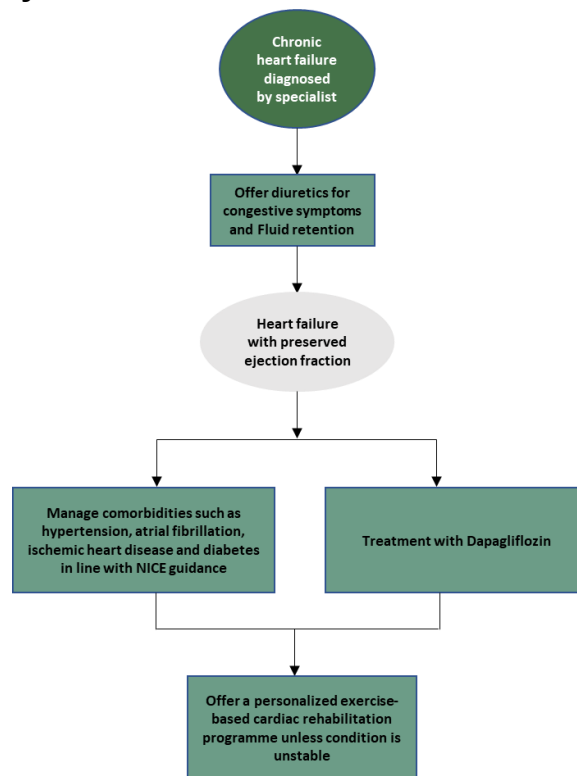 Chronic
heart failure
diagnosed
by specialist
Offer diuretics for
congestive symptoms
and Fluid retention
Heart failure
with preserved
ejection fraction
Manage comorbidities such as
hypertension, atrial fibrillation,
ischemic heart disease and diabetes
in line with NICE guidance
Treatment with Dapagliflozin
Offer a personalized exercise-
based cardiac rehabilitation
programme unless condition is
unstable